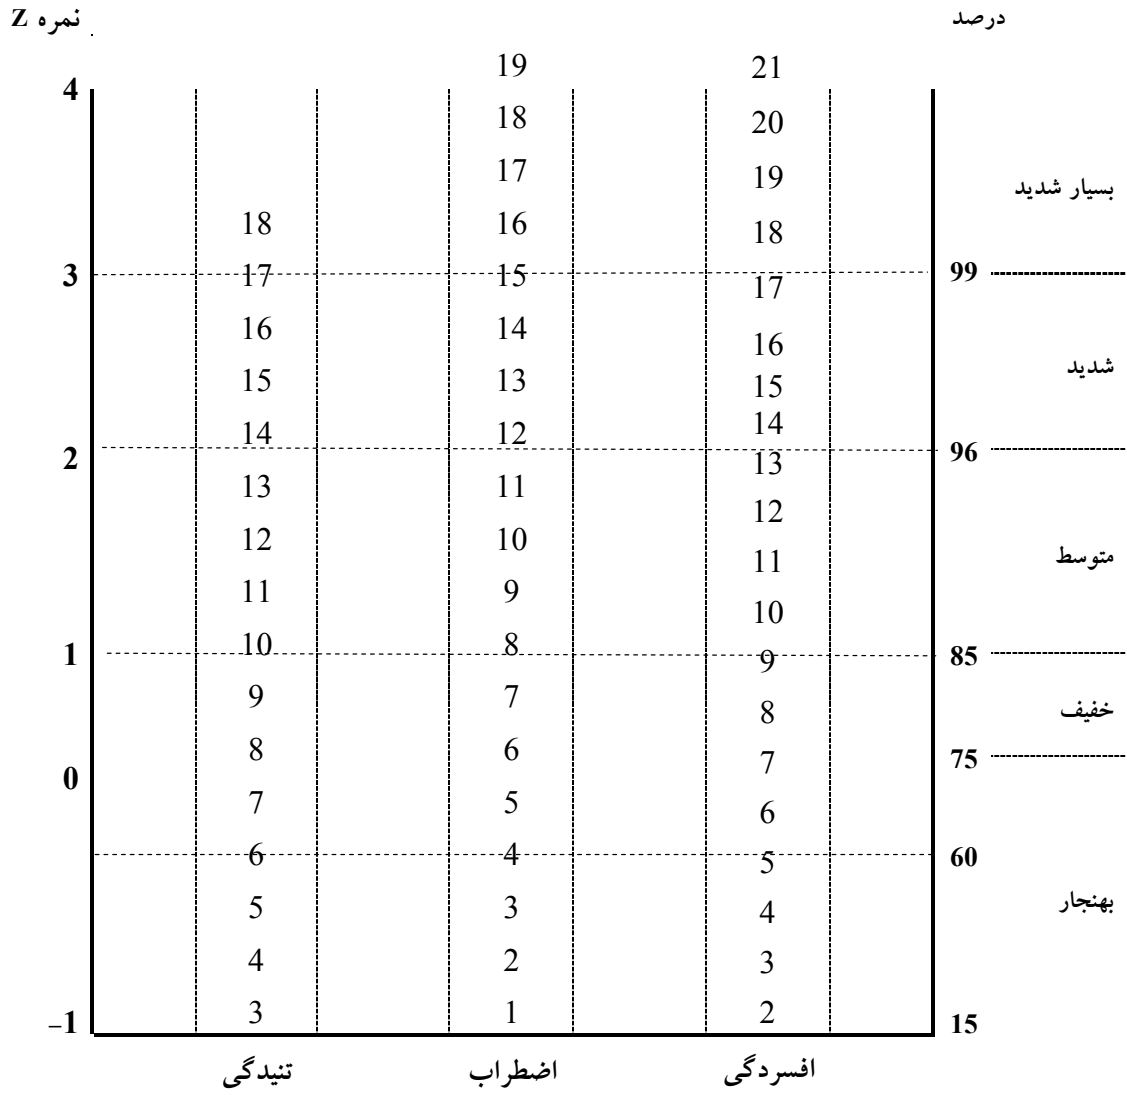 نمره Z درصد
19 21
4
18 20
17 19
بسیار شدید
18 16 18
3 17 15 17 99
16 14 16
شدید
15 13 15
14 12 14
2 13 96
13 11 12
12 10 11 متوسط
11 9 10
1 10 8 9 85
9 7 8 خفیف
8 6 7 75
0
7 5 6
6 4 5 60
5 3 4 بهنجار
4 2 3
–1 3 1 2 15
تنیدگی اضطراب افسردگی